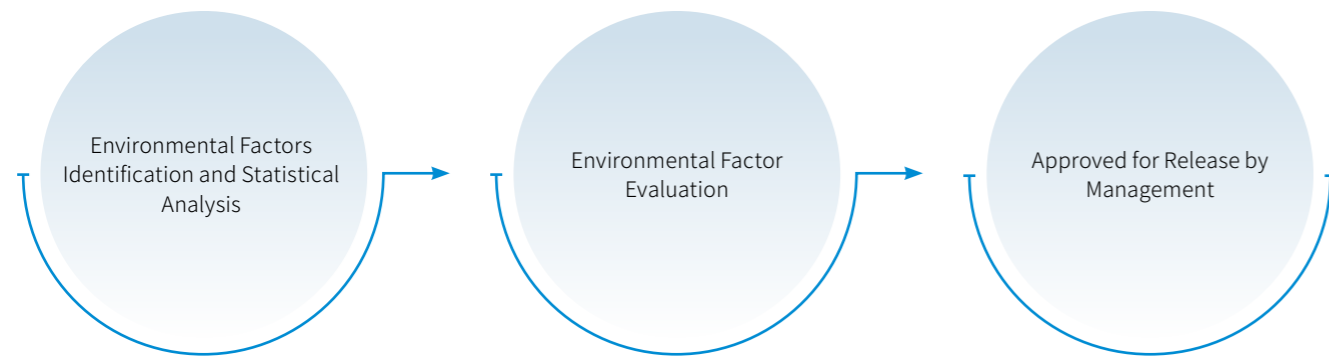 Environmental Factors
Identification and Statistical
Analysis
Environmental Factor
Evaluation
Approved for Release by
Management